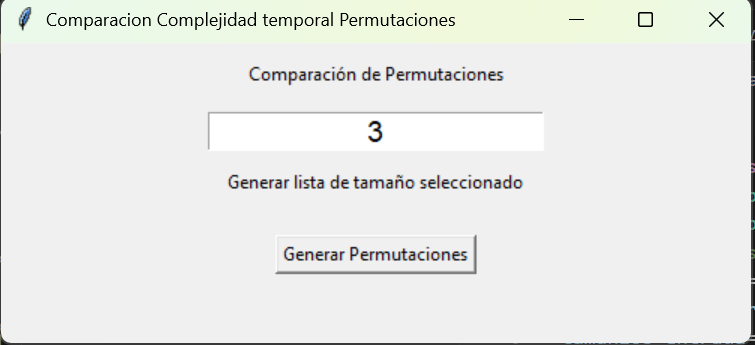 Comparacion Complejidad temporal Permutaciones
Comparación de Permutaciones
3
Generar lista de tamaño seleccionado
Generar Permutaciones